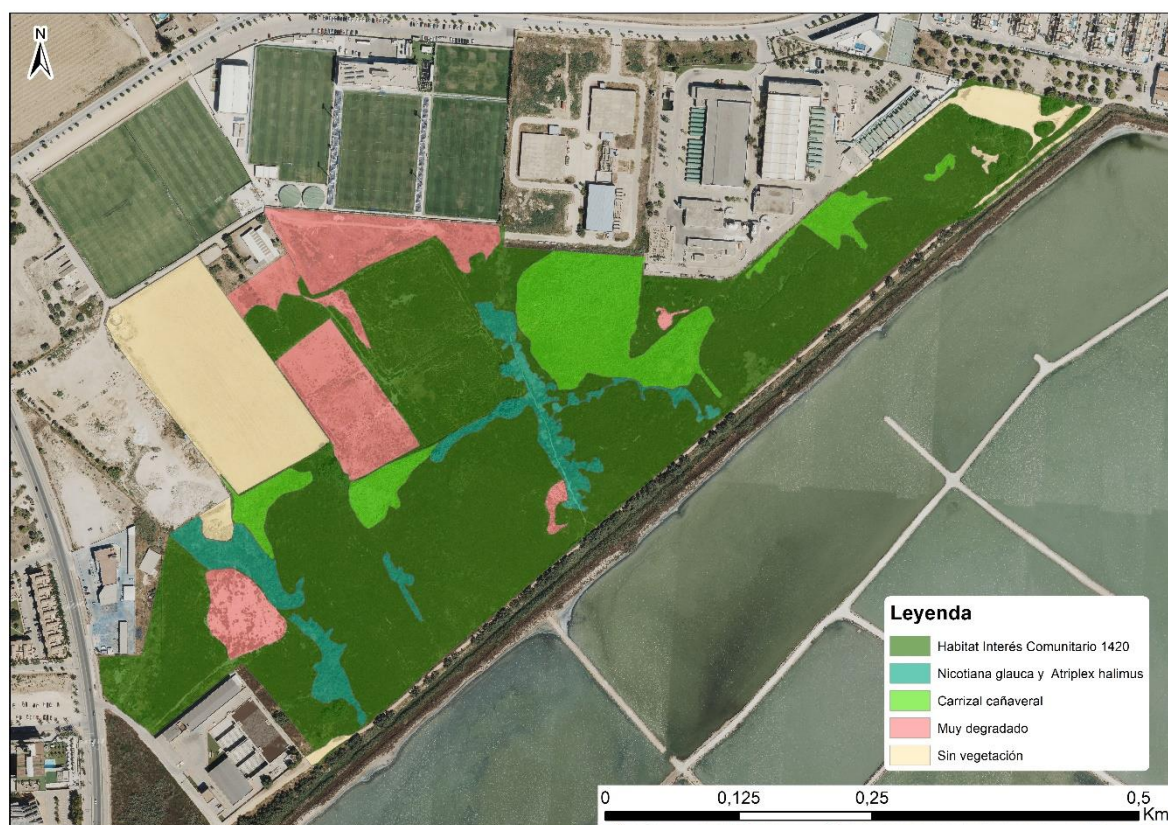 N
Leyenda
Habitat Interés Comunitario 1420
Nicotiana glauca y Atriplex halimus
Carrizal cañaveral
Muy degradado
Sin vegetación
0 0,125 0,25 0,5
Km